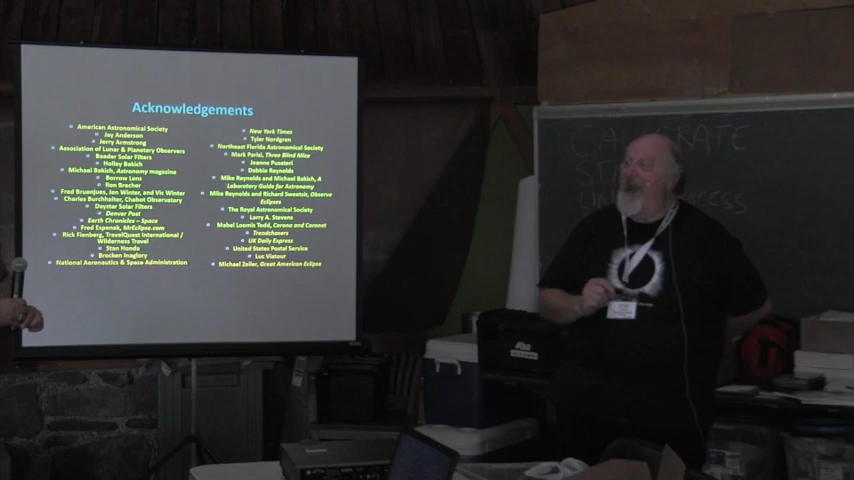 Acknowledgements
American Astronomical Society
Jay Anderson
Jerry Armstrong
Association of Lunar & Planetary Observers
Baader Solar Filters
Holley Bakich
Michael Bakich, Astronomy magazine
Borrow Lens
Ron Brecher
Fred Bruenjes, Jen Winter, and Vic Winter
Charles Burchhalter, Chabot Observatory
Daystar Solar Filters
Denver Post
Earth Chronicles – Space
Fred Espenak, MrEclipse.com
Rick Fienberg, TravelQuest International /
Wilderness Travel
Stan Honda
Brocken Inaglory
National Aeronautics & Space Administration
New York Times
Tyler Nordgren
Northeast Florida Astronomical Society
Mark Parisi, Three Blind Mice
Jeanne Pusateri
Debbie Reynolds
Mike Reynolds and Michael Bakich, A
Laboratory Guide for Astronomy
Mike Reynolds and Richard Sweetsir, Observe
Eclipses
The Royal Astronomical Society
Larry A. Stevens
Mabel Loomis Todd, Corona and Coronet
Trendchasers
UK Daily Express
United States Postal Service
Luc Viatour
Michael Zeiler, Great American Eclipse